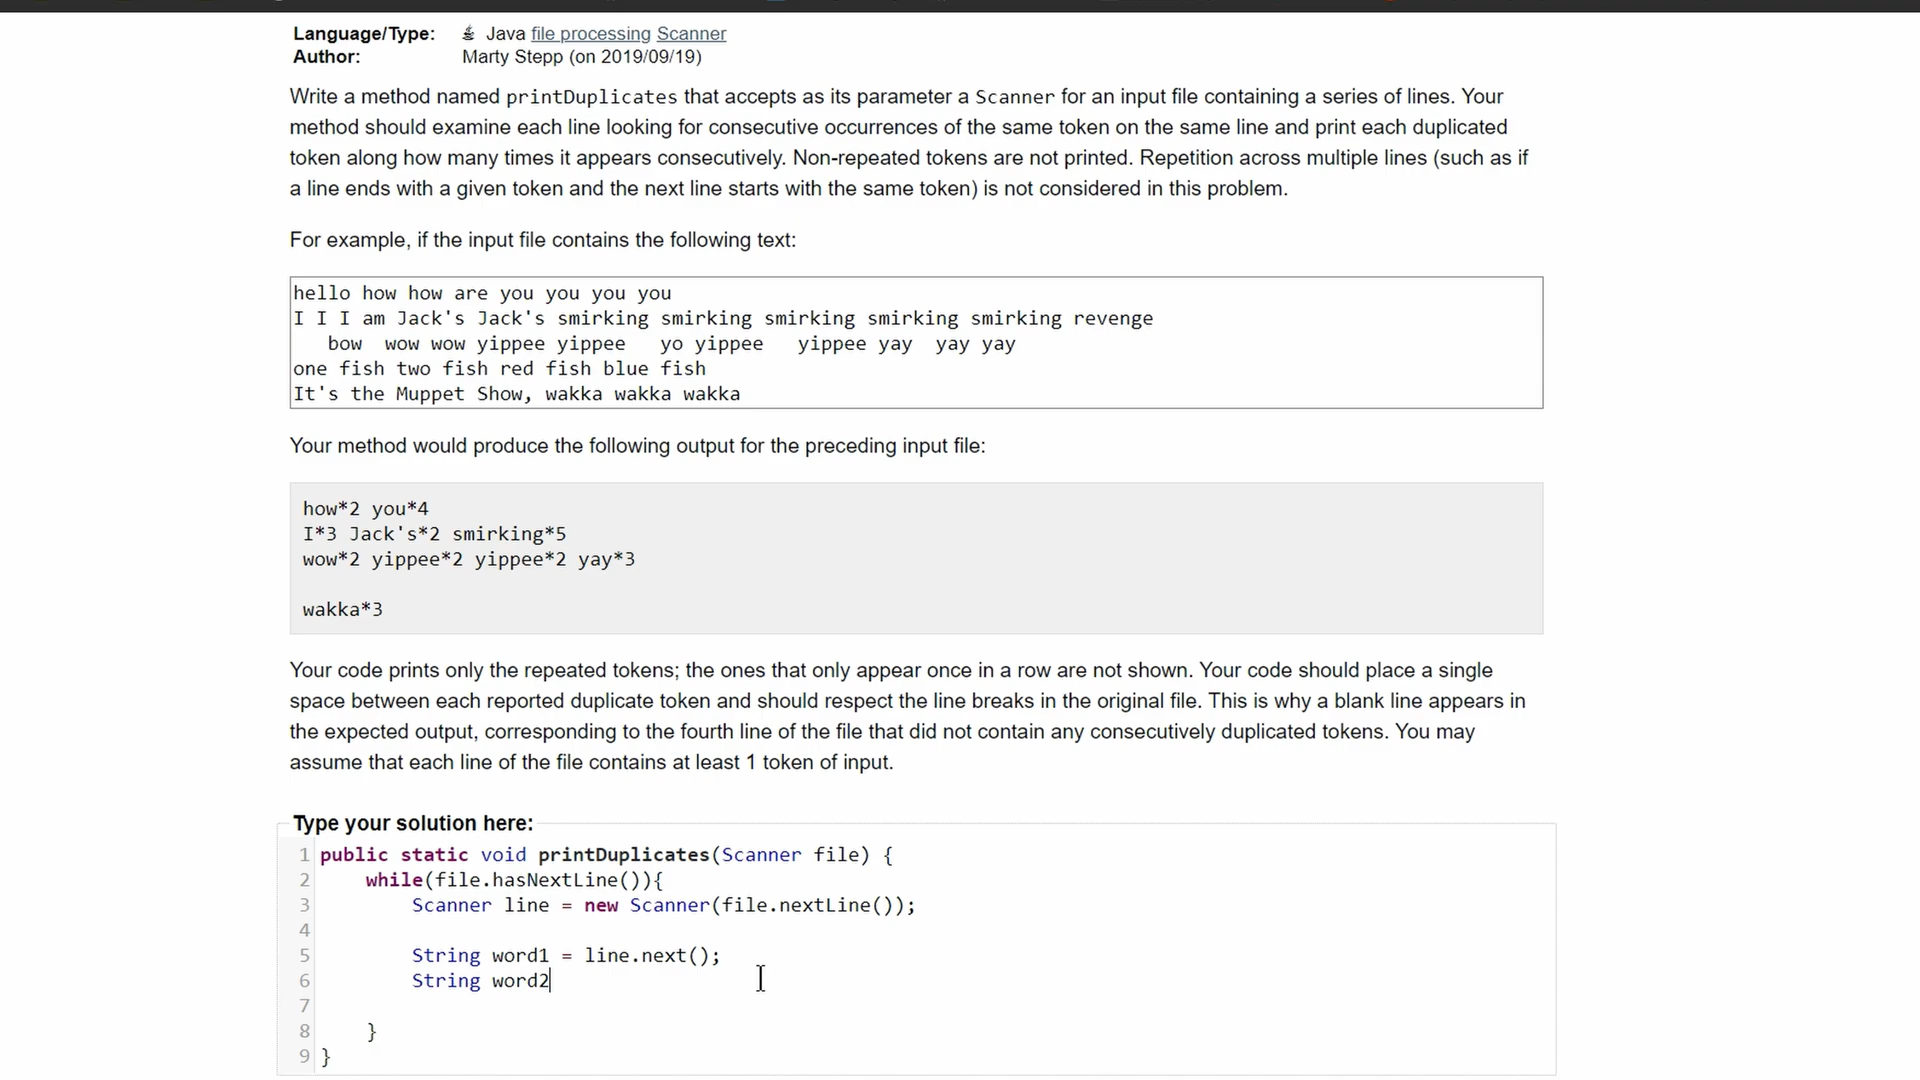 Language/Type: Java file processing Scanner
Author: Marty Stepp (on 2019/09/19)
Write a method named printDuplicates that accepts as its parameter a Scanner for an input file containing a series of lines. Your
method should examine each line looking for consecutive occurrences of the same token on the same line and print each duplicated
token along how many times it appears consecutively. Non-repeated tokens are not printed. Repetition across multiple lines (such as if
a line ends with a given token and the next line starts with the same token) is not considered in this problem.
For example, if the input file contains the following text:
hello how how are you you you you
I I I am Jack's Jack's smirking smirking smirking smirking smirking revenge
   bow  wow wow yippee yippee   yo yippee   yippee yay  yay yay
one fish two fish red fish blue fish
It's the Muppet Show, wakka wakka wakka
Your method would produce the following output for the preceding input file:
how*2 you*4
I*3 Jack's*2 smirking*5
wow*2 yippee*2 yippee*2 yay*3
wakka*3
Your code prints only the repeated tokens; the ones that only appear once in a row are not shown. Your code should place a single
space between each reported duplicate token and should respect the line breaks in the original file. This is why a blank line appears in
the expected output, corresponding to the fourth line of the file that did not contain any consecutively duplicated tokens. You may
assume that each line of the file contains at least 1 token of input.
Type your solution here:
1 public static void printDuplicates(Scanner file) {
2     while(file.hasNextLine()){
3         Scanner line = new Scanner(file.nextLine());
4
5         String word1 = line.next();
6         String word2
7
8     }
9 }